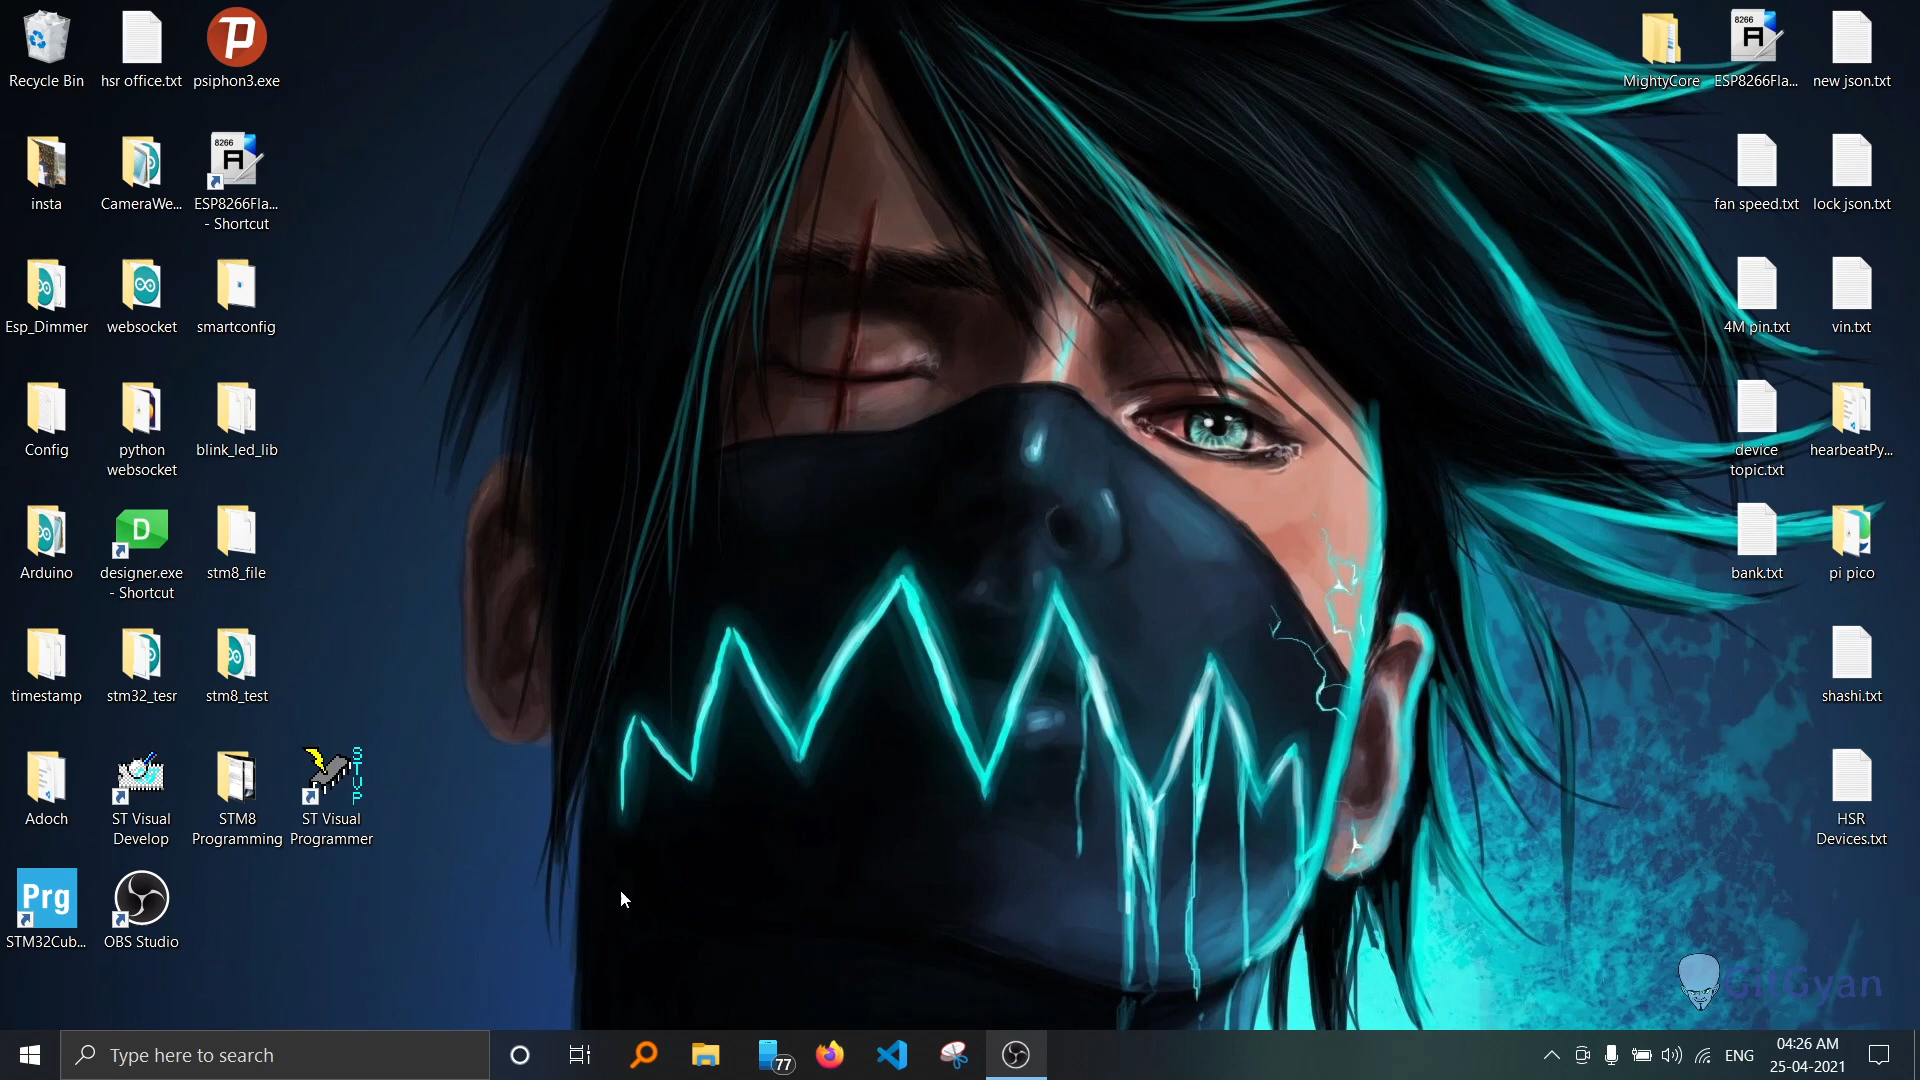 Recycle Bin
hsr office.txt
psiphon3.exe
P
MightyCore
8266
A
ESP8266Fla...
new json.txt
insta
CameraWe...
8266
A
ESP8266Fla...
- Shortcut
fan speed.txt
lock json.txt
Esp_Dimmer
websocket
smartconfig
4M pin.txt
vin.txt
Config
python
websocket
blink_led_lib
device
topic.txt
hearbeatPy...
Arduino
D
designer.exe
- Shortcut
stm8_file
bank.txt
pi pico
timestamp
stm32_tesr
stm8_test
shashi.txt
Adoch
ST Visual
Develop
STM8
Programming
STVP
ST Visual
Programmer
HSR
Devices.txt
Prg
STM32Cub...
OBS Studio
GitGyan
Type here to search
77
ENG
04:26 AM
25-04-2021